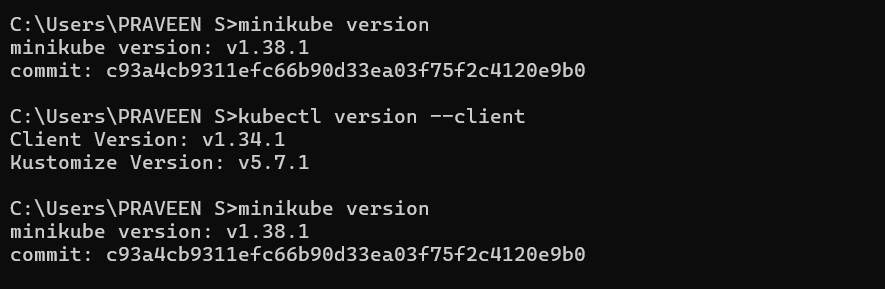 C:\Users\PRAVEEN S>minikube version
minikube version: v1.38.1
commit: c93a4cb9311efc66b90d33ea03f75f2c4120e9b0
C:\Users\PRAVEEN S>kubectl version --client
Client Version: v1.34.1
Kustomize Version: v5.7.1
C:\Users\PRAVEEN S>minikube version
minikube version: v1.38.1
commit: c93a4cb9311efc66b90d33ea03f75f2c4120e9b0